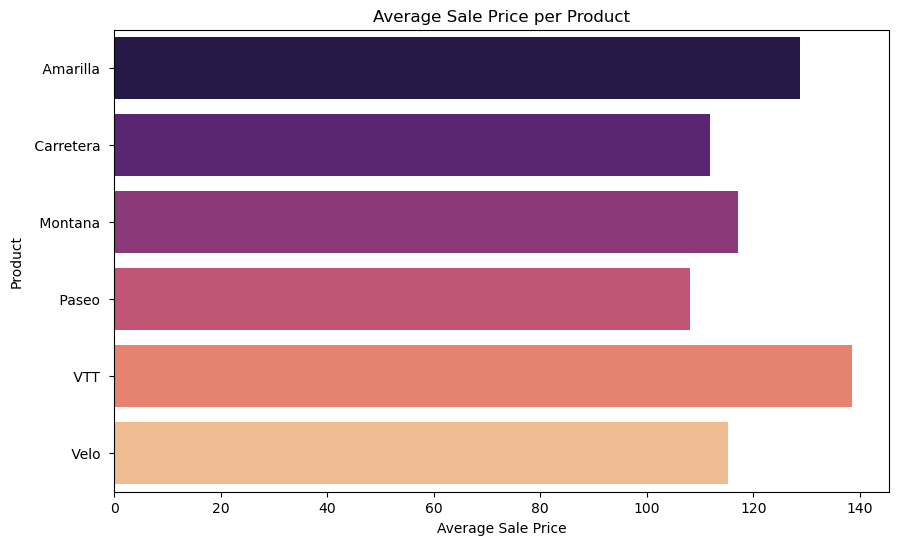 Average Sale Price per Product
Product
Amarilla
Carretera
Montana
Paseo
VTT
Velo
0 20 40 60 80 100 120 140
Average Sale Price